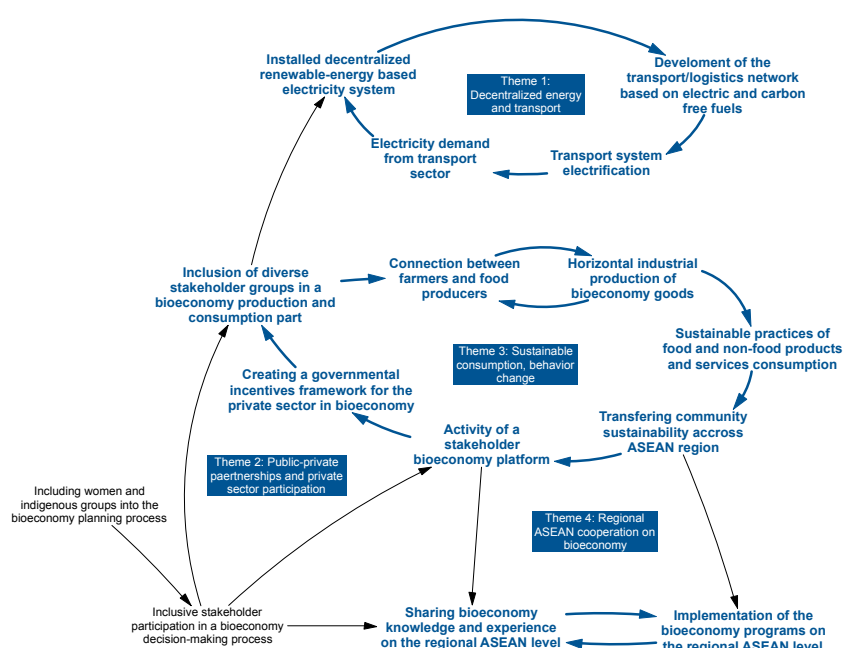 Installed decentralized
renewable-energy based
electricity system
Theme 1:
Decentralized energy
and transport
Develoment of the
transport/logistics network
based on electric and carbon
free fuels
Electricity demand
from transport
sector
Transport system
electrification
Inclusion of diverse
stakeholder groups in a
bioeconomy production and
consumption part
Connection between
farmers and food
producers
Horizontal industrial
production of
bioeconomy goods
Sustainable practices of
food and non-food products
and services consumption
Theme 3: Sustainable
consumption, behavior
change
Creating a governmental
incentives framework for the
private sector in bioeconomy
Activity of a
stakeholder
bioeconomy platform
Transfering community
sustainability accross
ASEAN region
Theme 2: Public-private
paertnerships and private
sector participation
Including women and
indigenous groups into the
bioeconomy planning process
Theme 4: Regional
ASEAN cooperation on
bioeconomy
Inclusive stakeholder
participation in a bioeconomy
decision-making process
Sharing bioeconomy
knowledge and experience
on the regional ASEAN level
Implementation of the
bioeconomy programs on
the regional ASEAN level